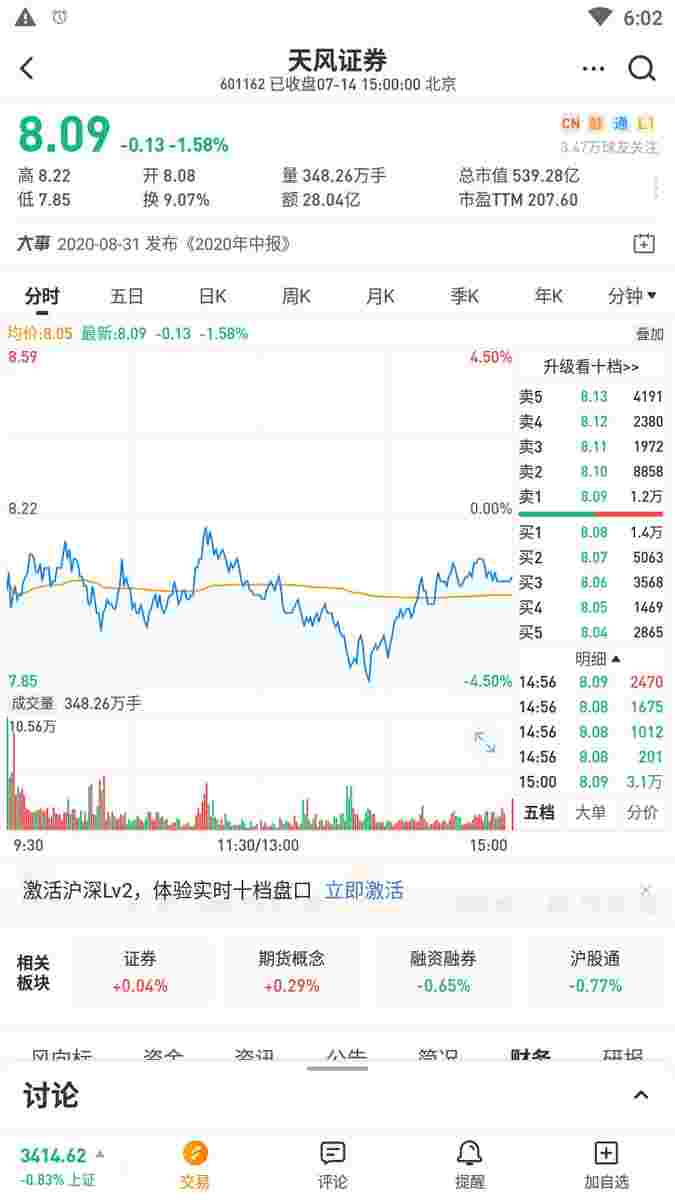 6:02
天风证券
601162 已收盘07-14 15:00:00 北京
8.09 -0.13 -1.58%
CN 融 通 L1
3.47万球友关注
高 8.22 开 8.08 量 348.26万手 总市值 539.28亿
低 7.85 换 9.07% 额 28.04亿 市盈TTM 207.60
大事 2020-08-31 发布《2020年中报》
分时 五日 日K 周K 月K 季K 年K 分钟
均价:8.05 最新:8.09 -0.13 -1.58% 叠加
8.59 4.50%
8.22 0.00%
7.85 -4.50%
成交量 348.26万手
10.56万
9:30 11:30/13:00 15:00
升级看十档>>
卖5 8.13 4191
卖4 8.12 2380
卖3 8.11 1972
卖2 8.10 8858
卖1 8.09 1.2万
买1 8.08 1.4万
买2 8.07 5063
买3 8.06 3568
买4 8.05 1469
买5 8.04 2865
明细
14:56 8.09 2470
14:56 8.08 1675
14:56 8.08 1012
14:56 8.08 201
15:00 8.09 3.1万
五档 大单 分价
激活沪深Lv2，体验实时十档盘口 立即激活
相关板块
证券 期货概念 融资融券 沪股通
+0.04% +0.29% -0.65% -0.77%
风向标 资金 资讯 公告 简况 财务 研报
讨论
3414.62
-0.83% 上证
交易 评论 提醒 加自选